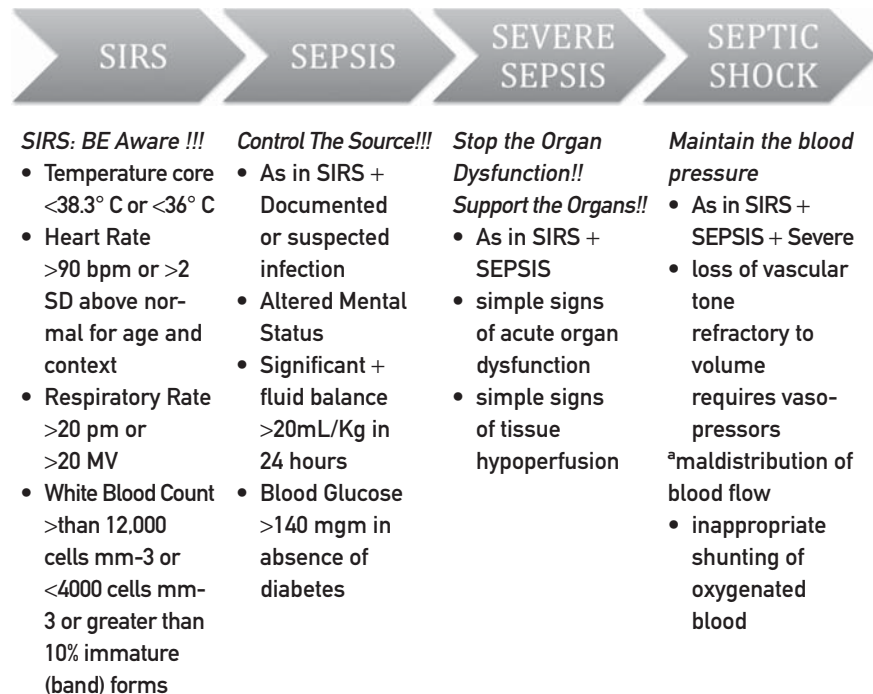 SIRS
SEPSIS
SEVERE
SEPSIS
SEPTIC
SHOCK
SIRS: BE Aware !!!
• Temperature core
<38.3° C or <36° C
• Heart Rate
>90 bpm or >2
SD above nor-
mal for age and
context
• Respiratory Rate
>20 pm or
>20 MV
• White Blood Count
>than 12,000
cells mm-3 or
<4000 cells mm-
3 or greater than
10% immature
(band) forms
Control The Source!!!
• As in SIRS +
Documented
or suspected
infection
• Altered Mental
Status
• Significant +
fluid balance
>20mL/Kg in
24 hours
• Blood Glucose
>140 mgm in
absence of
diabetes
Stop the Organ
Dysfunction!!
Support the Organs!!
• As in SIRS +
SEPSIS
• simple signs
of acute organ
dysfunction
• simple signs
of tissue
hypoperfusion
Maintain the blood
pressure
• As in SIRS +
SEPSIS + Severe
• loss of vascular
tone
refractory to
volume
requires vaso-
pressors
ᵃmaldistribution of
blood flow
• inappropriate
shunting of
oxygenated
blood